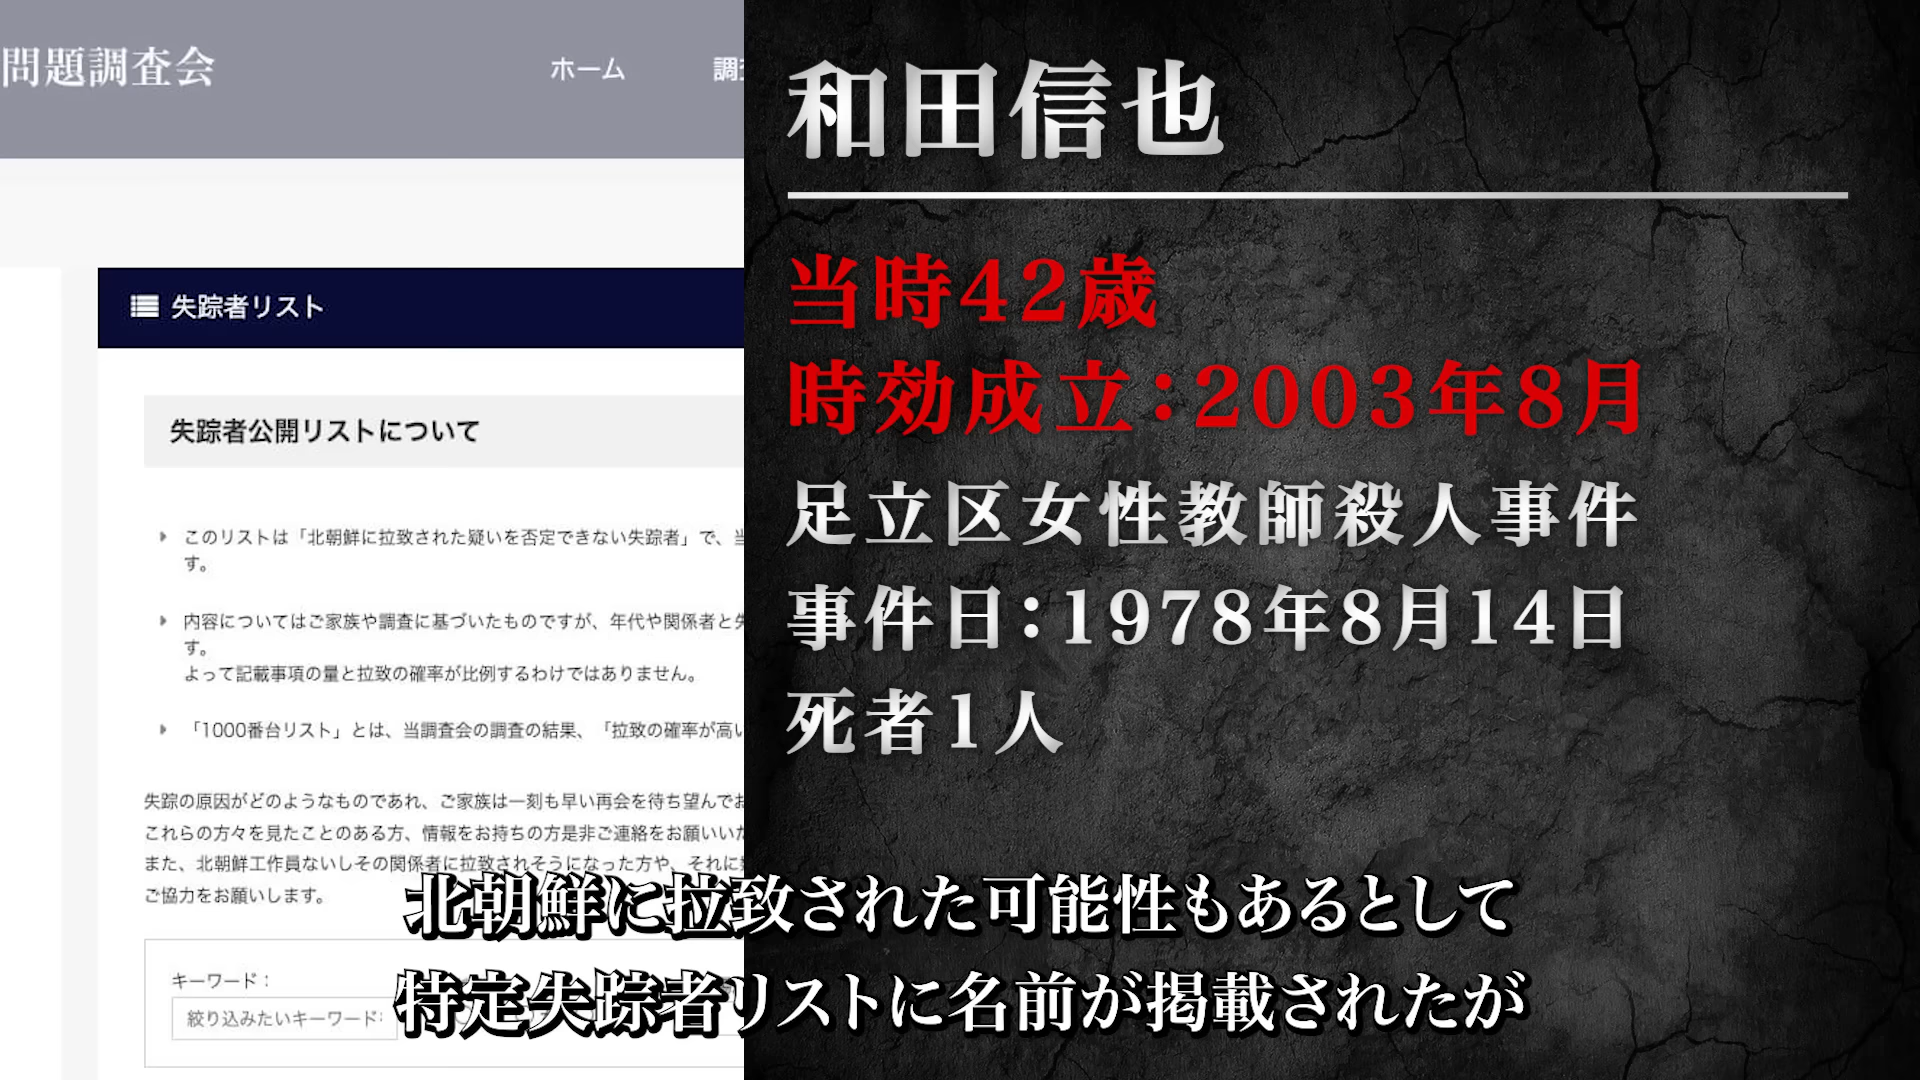 問題調査会
ホーム
調
失踪者リスト
失踪者公開リストについて
このリストは「北朝鮮に拉致された疑いを否定できない失踪者」で、当
す。
内容についてはご家族や調査に基づいたものですが、年代や関係者と失
す。
よって記載事項の量と拉致の確率が比例するわけではありません。
「1000番台リスト」とは、当調査会の調査の結果、「拉致の確率が高い
失踪の原因がどのようなものであれ、ご家族は一刻も早い再会を待ち望んでお
これらの方々を見たことのある方、情報をお持ちの方是非ご連絡をお願いいた
また、北朝鮮工作員ないしその関係者に拉致されそうになった方や、それに
ご協力をお願いします。
キーワード：
絞り込みたいキーワード
和田信也
当時42歳
時効成立：2003年8月
足立区女性教師殺人事件
事件日：1978年8月14日
死者1人
北朝鮮に拉致された可能性もあるとして
特定失踪者リストに名前が掲載されたが